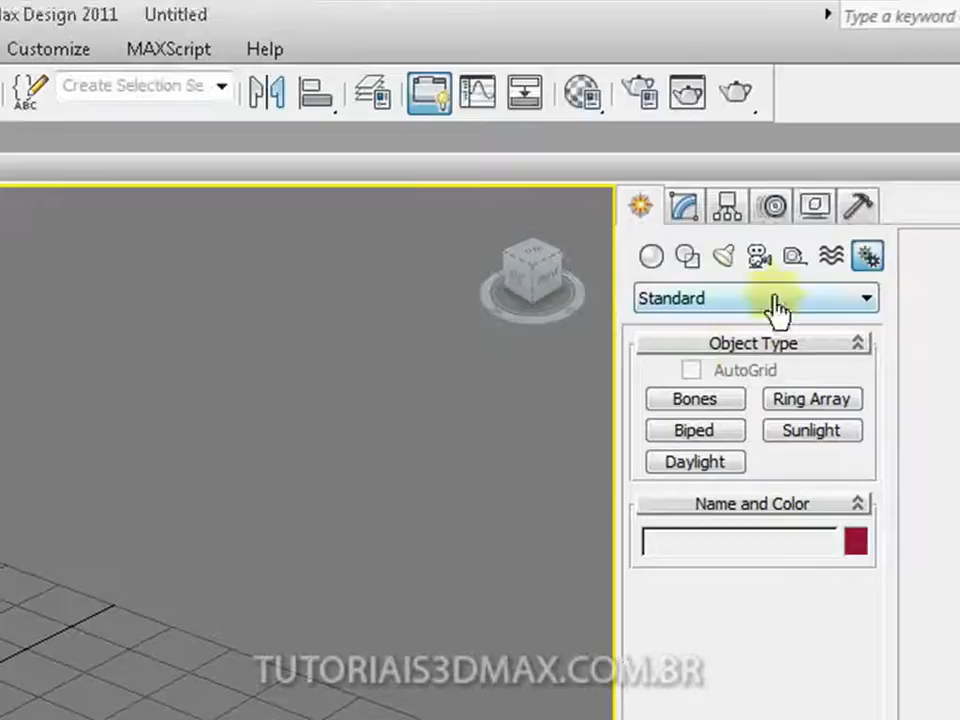 ax Design 2011 Untitled
Type a keyword
Customize MAXScript Help
ABC
Create Selection Se
Standard
Object Type
AutoGrid
Bones Ring Array
Biped Sunlight
Daylight
Name and Color
TUTORIAIS3DMAX.COM.BR